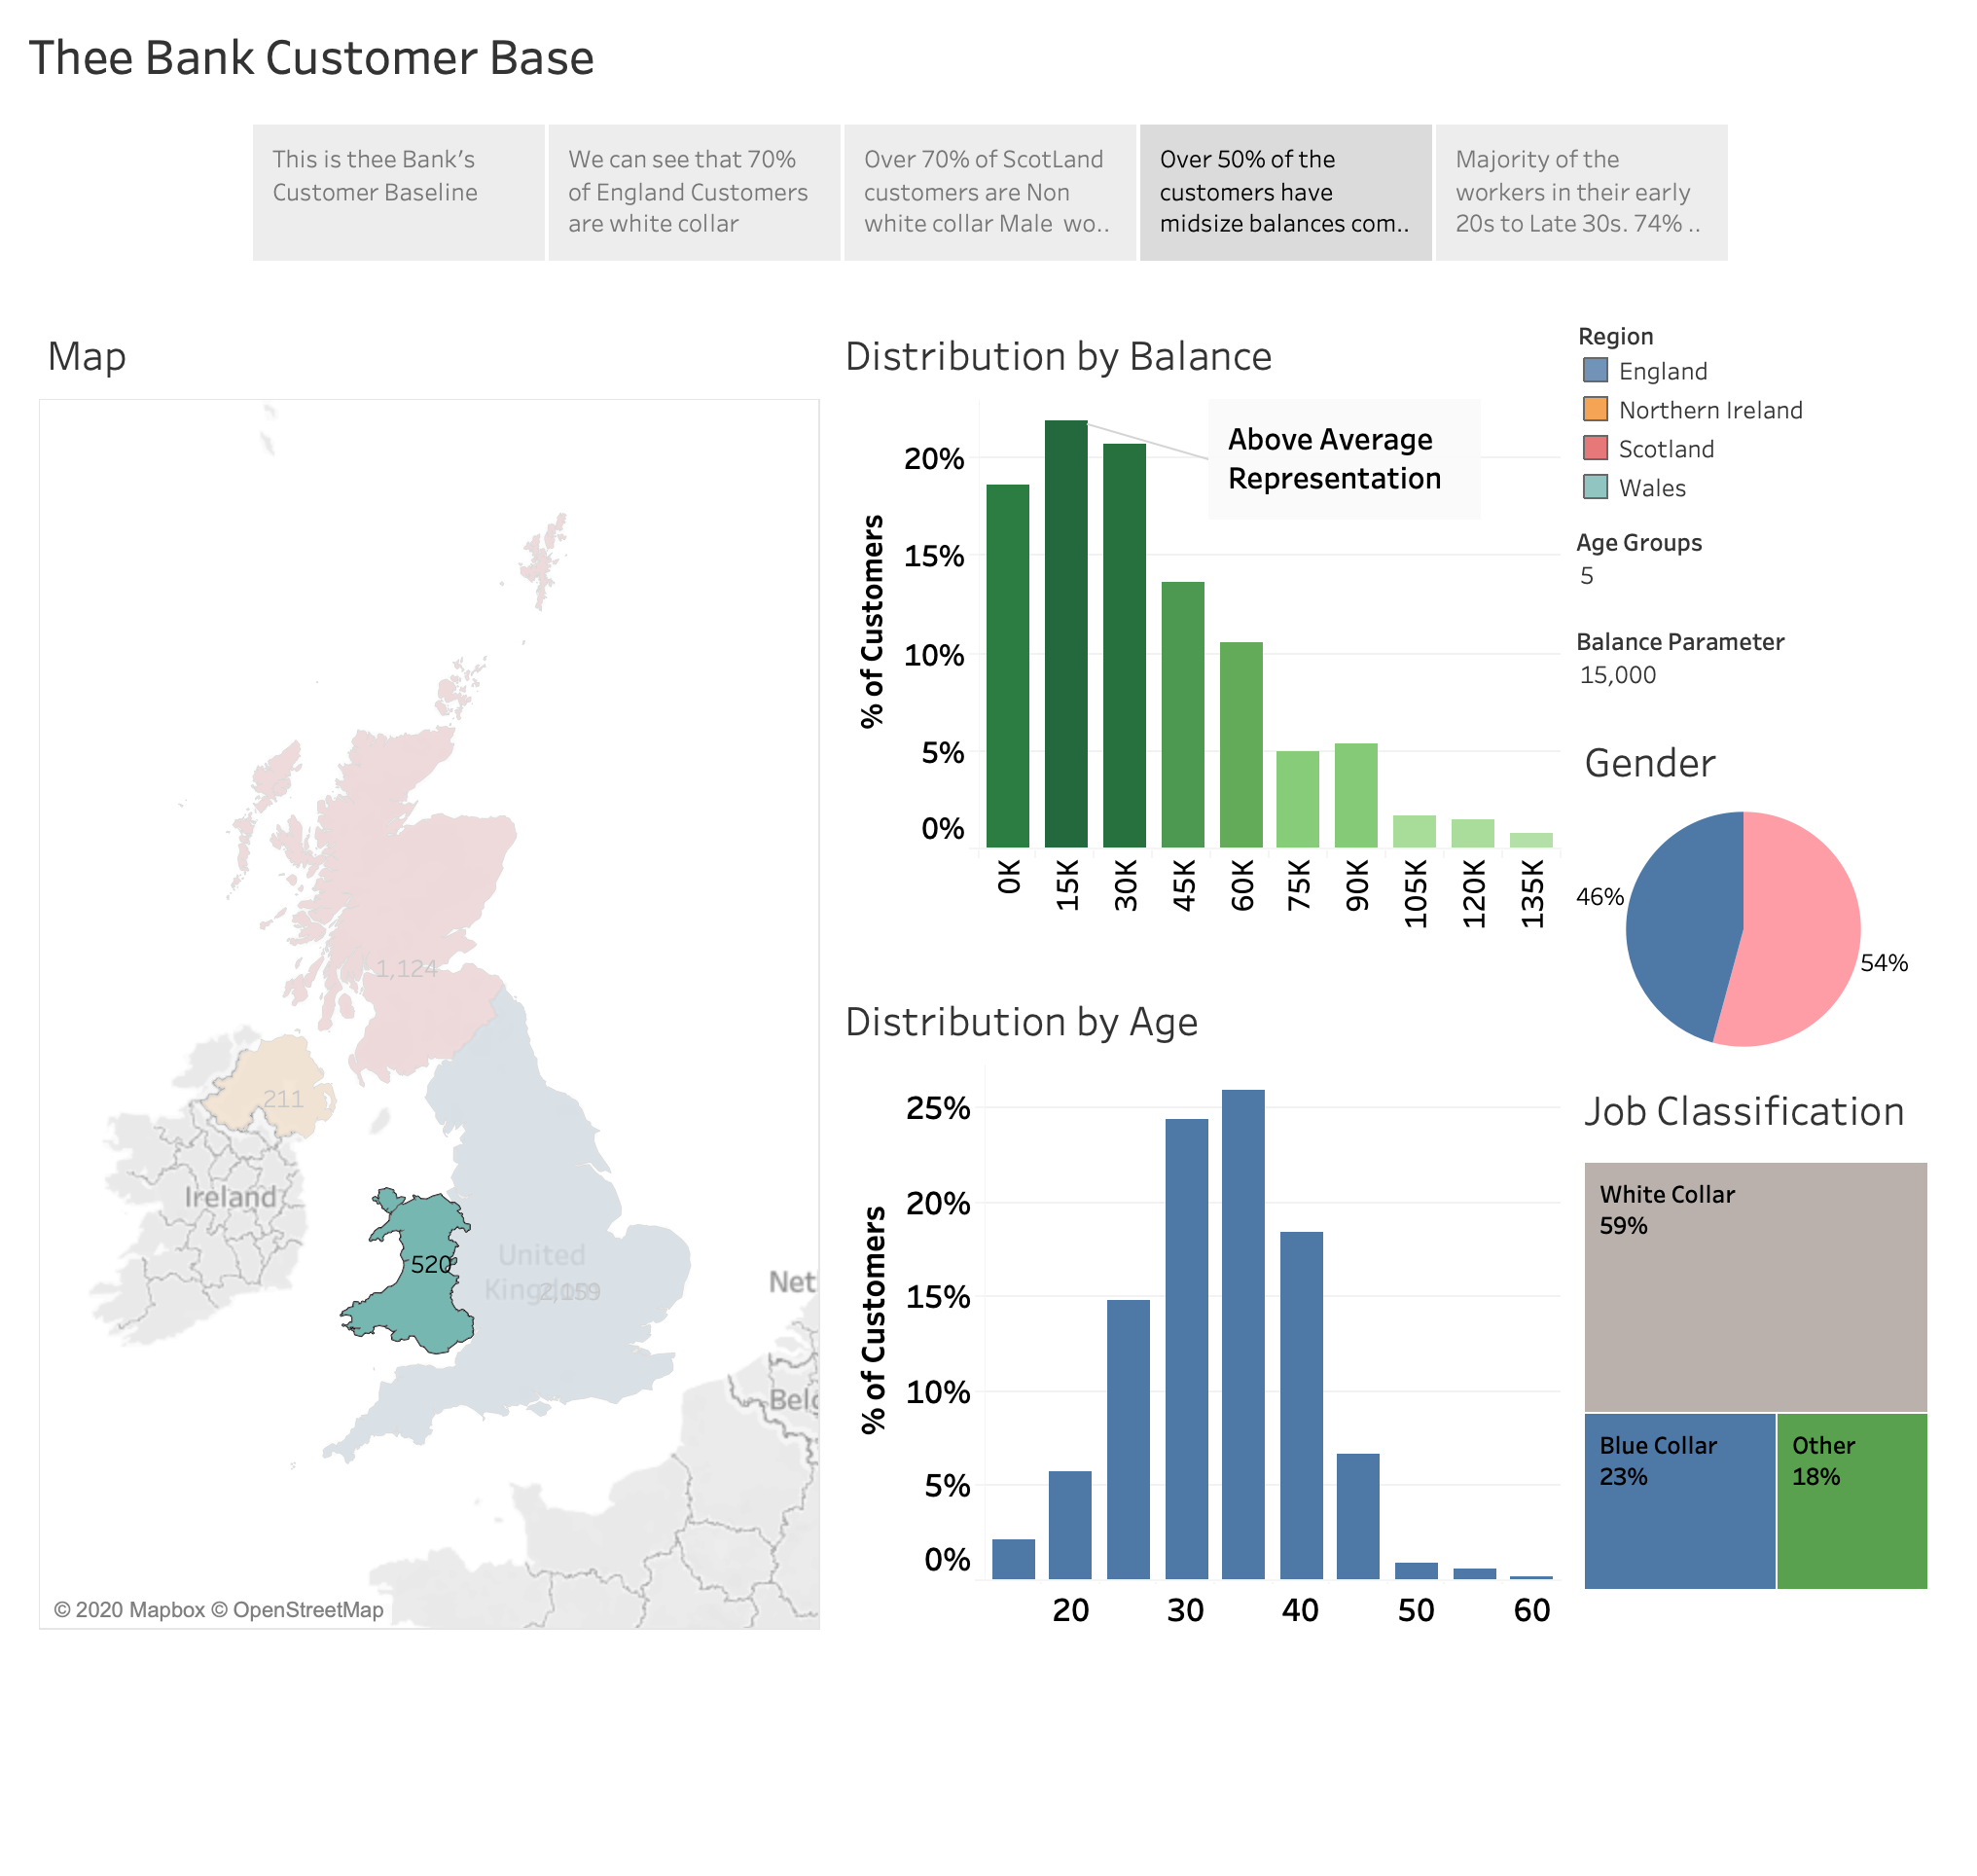 Thee Bank Customer Base
This is thee Bank's
Customer Baseline
We can see that 70%
of England Customers
are white collar
Over 70% of ScotLand
customers are Non
white collar Male wo..
Over 50% of the
customers have
midsize balances com..
Majority of the
workers in their early
20s to Late 30s. 74% ..
Map
1,124
211
Ireland
520
United
Kingdom
2,159
Net
Belg
© 2020 Mapbox © OpenStreetMap
Distribution by Balance
% of Customers
20%
15%
10%
5%
0%
Above Average
Representation
0K
15K
30K
45K
60K
75K
90K
105K
120K
135K
Distribution by Age
% of Customers
25%
20%
15%
10%
5%
0%
20
30
40
50
60
Region
England
Northern Ireland
Scotland
Wales
Age Groups
5
Balance Parameter
15,000
Gender
46%
54%
Job Classification
White Collar
59%
Blue Collar
23%
Other
18%